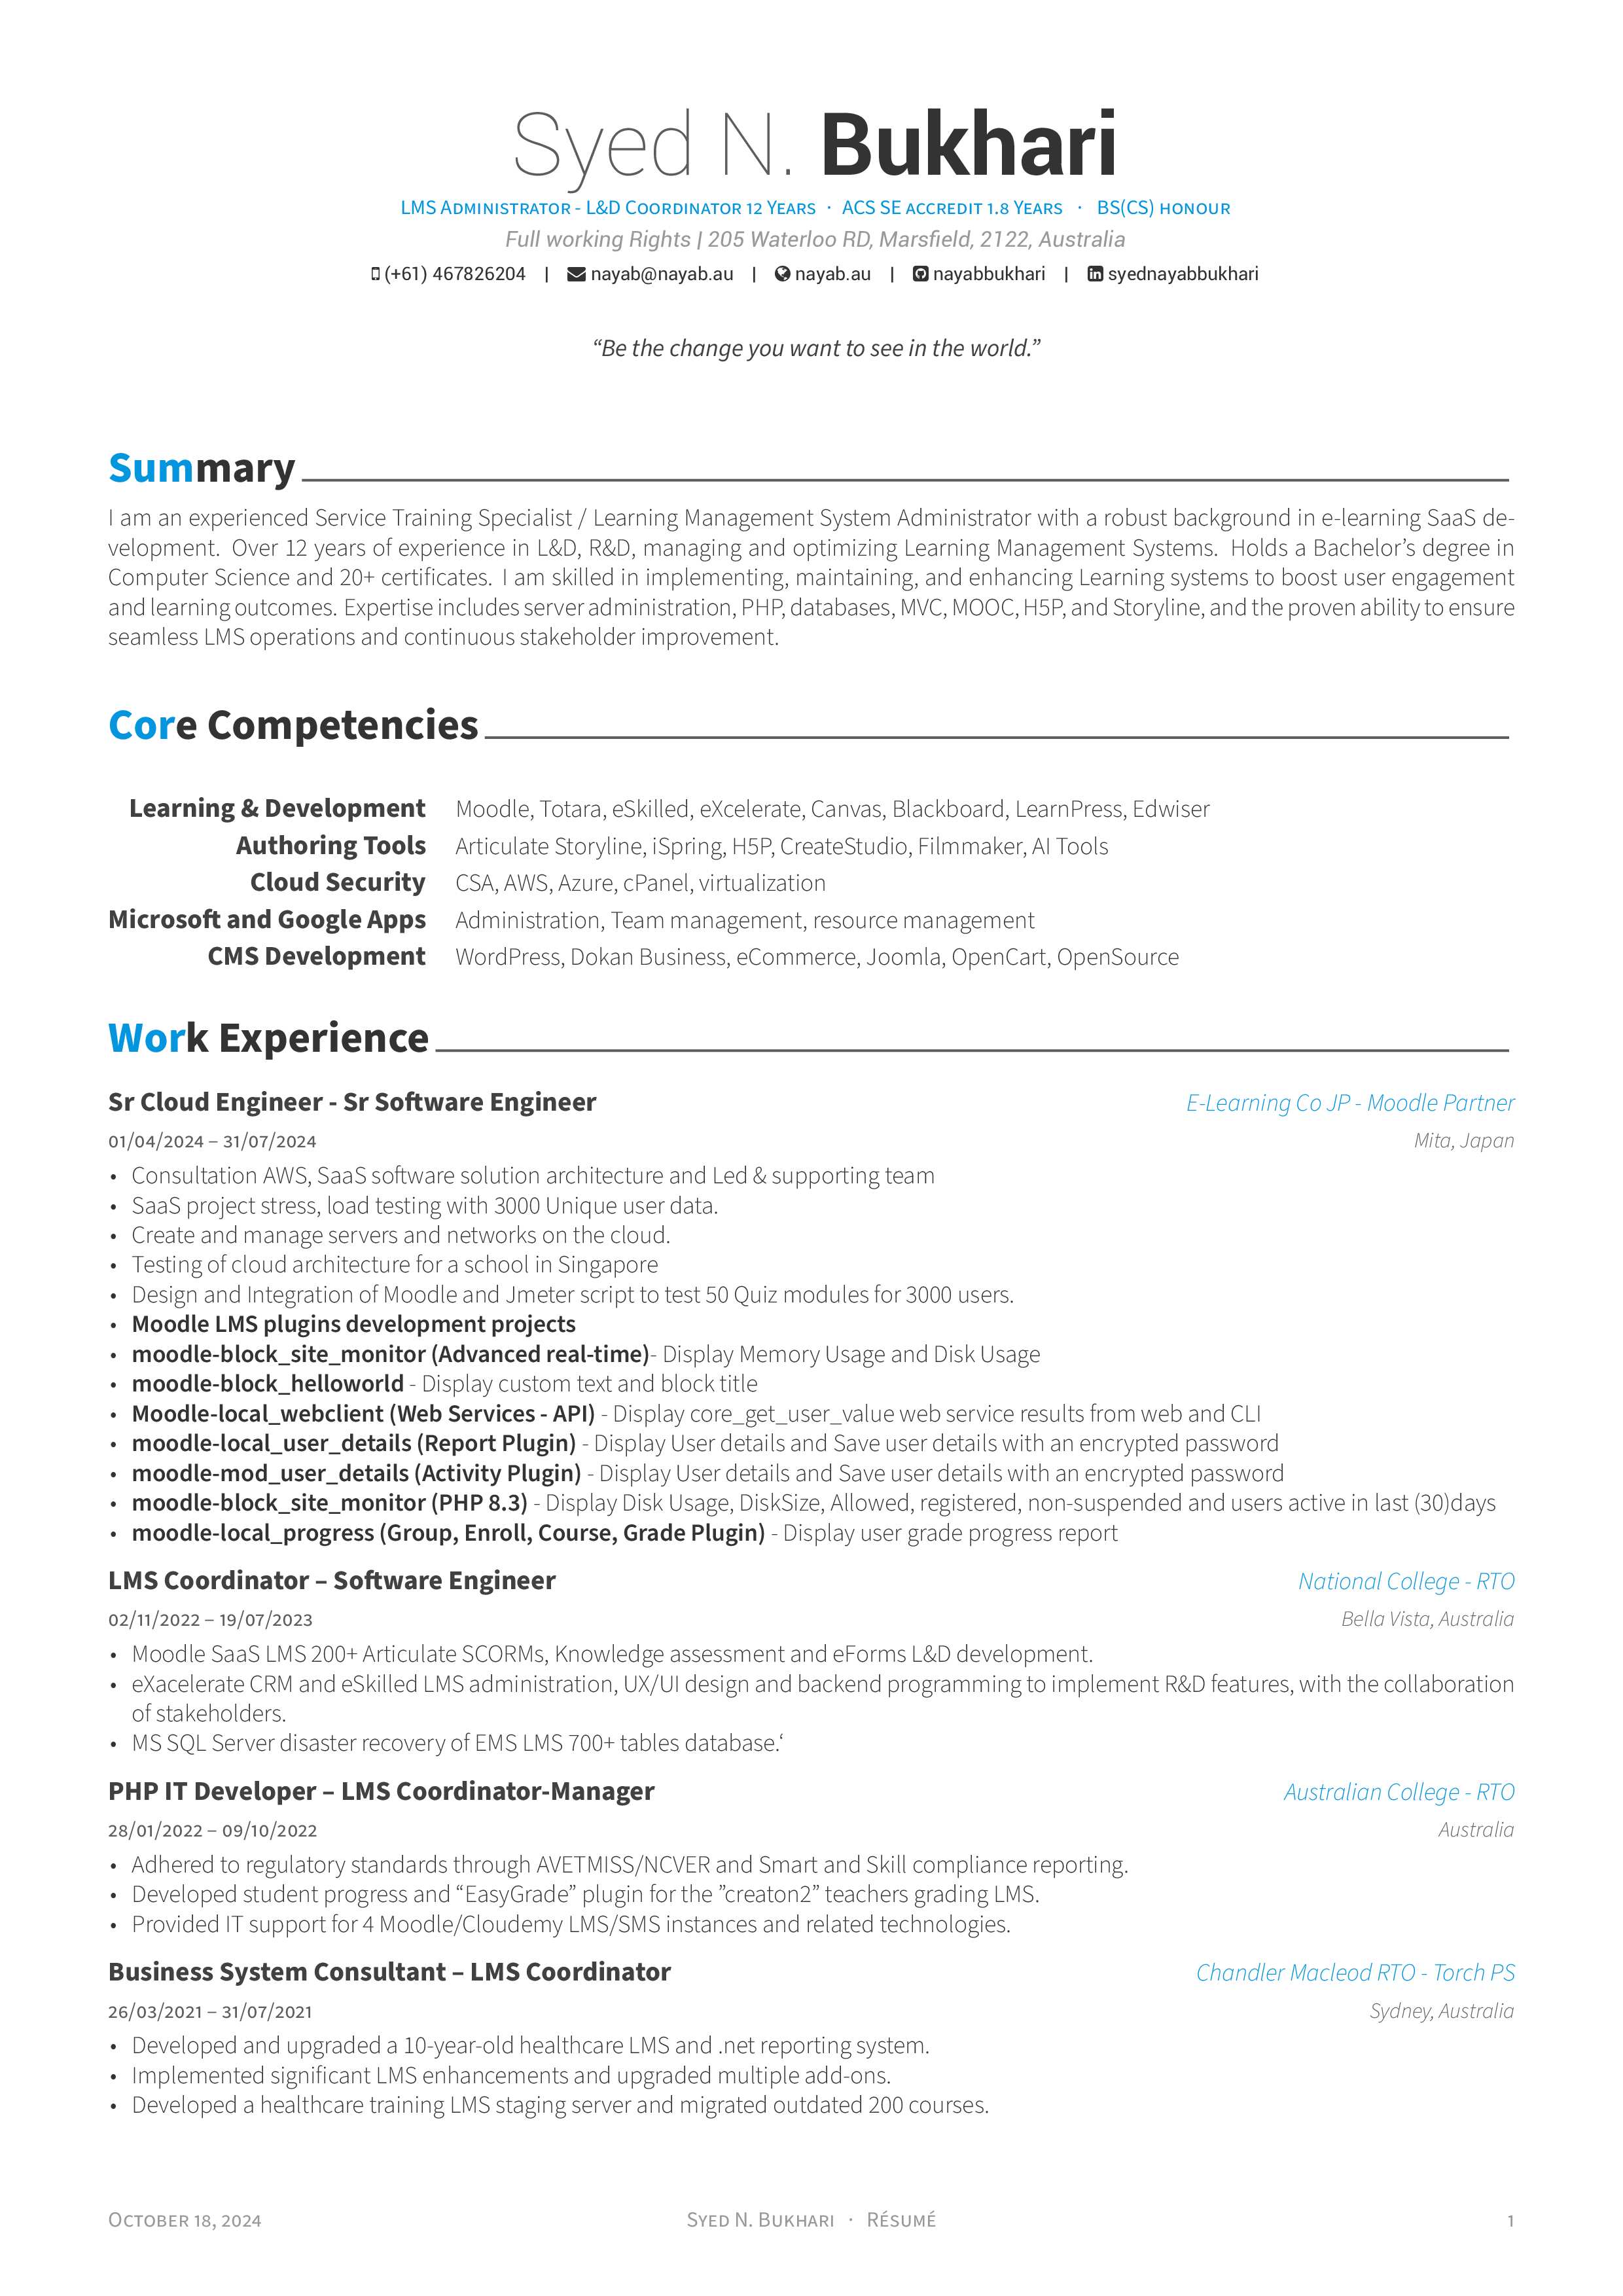 Syed N. Bukhari
LMS Administrator - L&D Coordinator 12 Years · ACS SE accredit 1.8 Years · BS(CS) honour
Full working Rights | 205 Waterloo RD, Marsfield, 2122, Australia
(+61) 467826204 | nayab@nayab.au | nayab.au | nayabbukhari | syednayabbukhari
“Be the change you want to see in the world.”
Summary
I am an experienced Service Training Specialist / Learning Management System Administrator with a robust background in e-learning SaaS de-
velopment. Over 12 years of experience in L&D, R&D, managing and optimizing Learning Management Systems. Holds a Bachelor’s degree in
Computer Science and 20+ certificates. I am skilled in implementing, maintaining, and enhancing Learning systems to boost user engagement
and learning outcomes. Expertise includes server administration, PHP, databases, MVC, MOOC, H5P, and Storyline, and the proven ability to ensure
seamless LMS operations and continuous stakeholder improvement.
Core Competencies
Learning & Development Moodle, Totara, eSkilled, eXcelerate, Canvas, Blackboard, LearnPress, Edwiser
Authoring Tools Articulate Storyline, iSpring, H5P, CreateStudio, Filmmaker, AI Tools
Cloud Security CSA, AWS, Azure, cPanel, virtualization
Microsoft and Google Apps Administration, Team management, resource management
CMS Development WordPress, Dokan Business, eCommerce, Joomla, OpenCart, OpenSource
Work Experience
Sr Cloud Engineer - Sr Software Engineer E-Learning Co JP - Moodle Partner
01/04/2024 – 31/07/2024 Mita, Japan
• Consultation AWS, SaaS software solution architecture and Led & supporting team
• SaaS project stress, load testing with 3000 Unique user data.
• Create and manage servers and networks on the cloud.
• Testing of cloud architecture for a school in Singapore
• Design and Integration of Moodle and Jmeter script to test 50 Quiz modules for 3000 users.
• Moodle LMS plugins development projects
• moodle-block_site_monitor (Advanced real-time)- Display Memory Usage and Disk Usage
• moodle-block_helloworld - Display custom text and block title
• Moodle-local_webclient (Web Services - API) - Display core_get_user_value web service results from web and CLI
• moodle-local_user_details (Report Plugin) - Display User details and Save user details with an encrypted password
• moodle-mod_user_details (Activity Plugin) - Display User details and Save user details with an encrypted password
• moodle-block_site_monitor (PHP 8.3) - Display Disk Usage, DiskSize, Allowed, registered, non-suspended and users active in last (30)days
• moodle-local_progress (Group, Enroll, Course, Grade Plugin) - Display user grade progress report
LMS Coordinator – Software Engineer National College - RTO
02/11/2022 – 19/07/2023 Bella Vista, Australia
• Moodle SaaS LMS 200+ Articulate SCORMs, Knowledge assessment and eForms L&D development.
• eXacelerate CRM and eSkilled LMS administration, UX/UI design and backend programming to implement R&D features, with the collaboration
of stakeholders.
• MS SQL Server disaster recovery of EMS LMS 700+ tables database.‘
PHP IT Developer – LMS Coordinator-Manager Australian College - RTO
28/01/2022 – 09/10/2022 Australia
• Adhered to regulatory standards through AVETMISS/NCVER and Smart and Skill compliance reporting.
• Developed student progress and “EasyGrade” plugin for the ”creaton2” teachers grading LMS.
• Provided IT support for 4 Moodle/Cloudemy LMS/SMS instances and related technologies.
Business System Consultant – LMS Coordinator Chandler Macleod RTO - Torch PS
26/03/2021 – 31/07/2021 Sydney, Australia
• Developed and upgraded a 10-year-old healthcare LMS and .net reporting system.
• Implemented significant LMS enhancements and upgraded multiple add-ons.
• Developed a healthcare training LMS staging server and migrated outdated 200 courses.
October 18, 2024 Syed N. Bukhari · Résumé 1